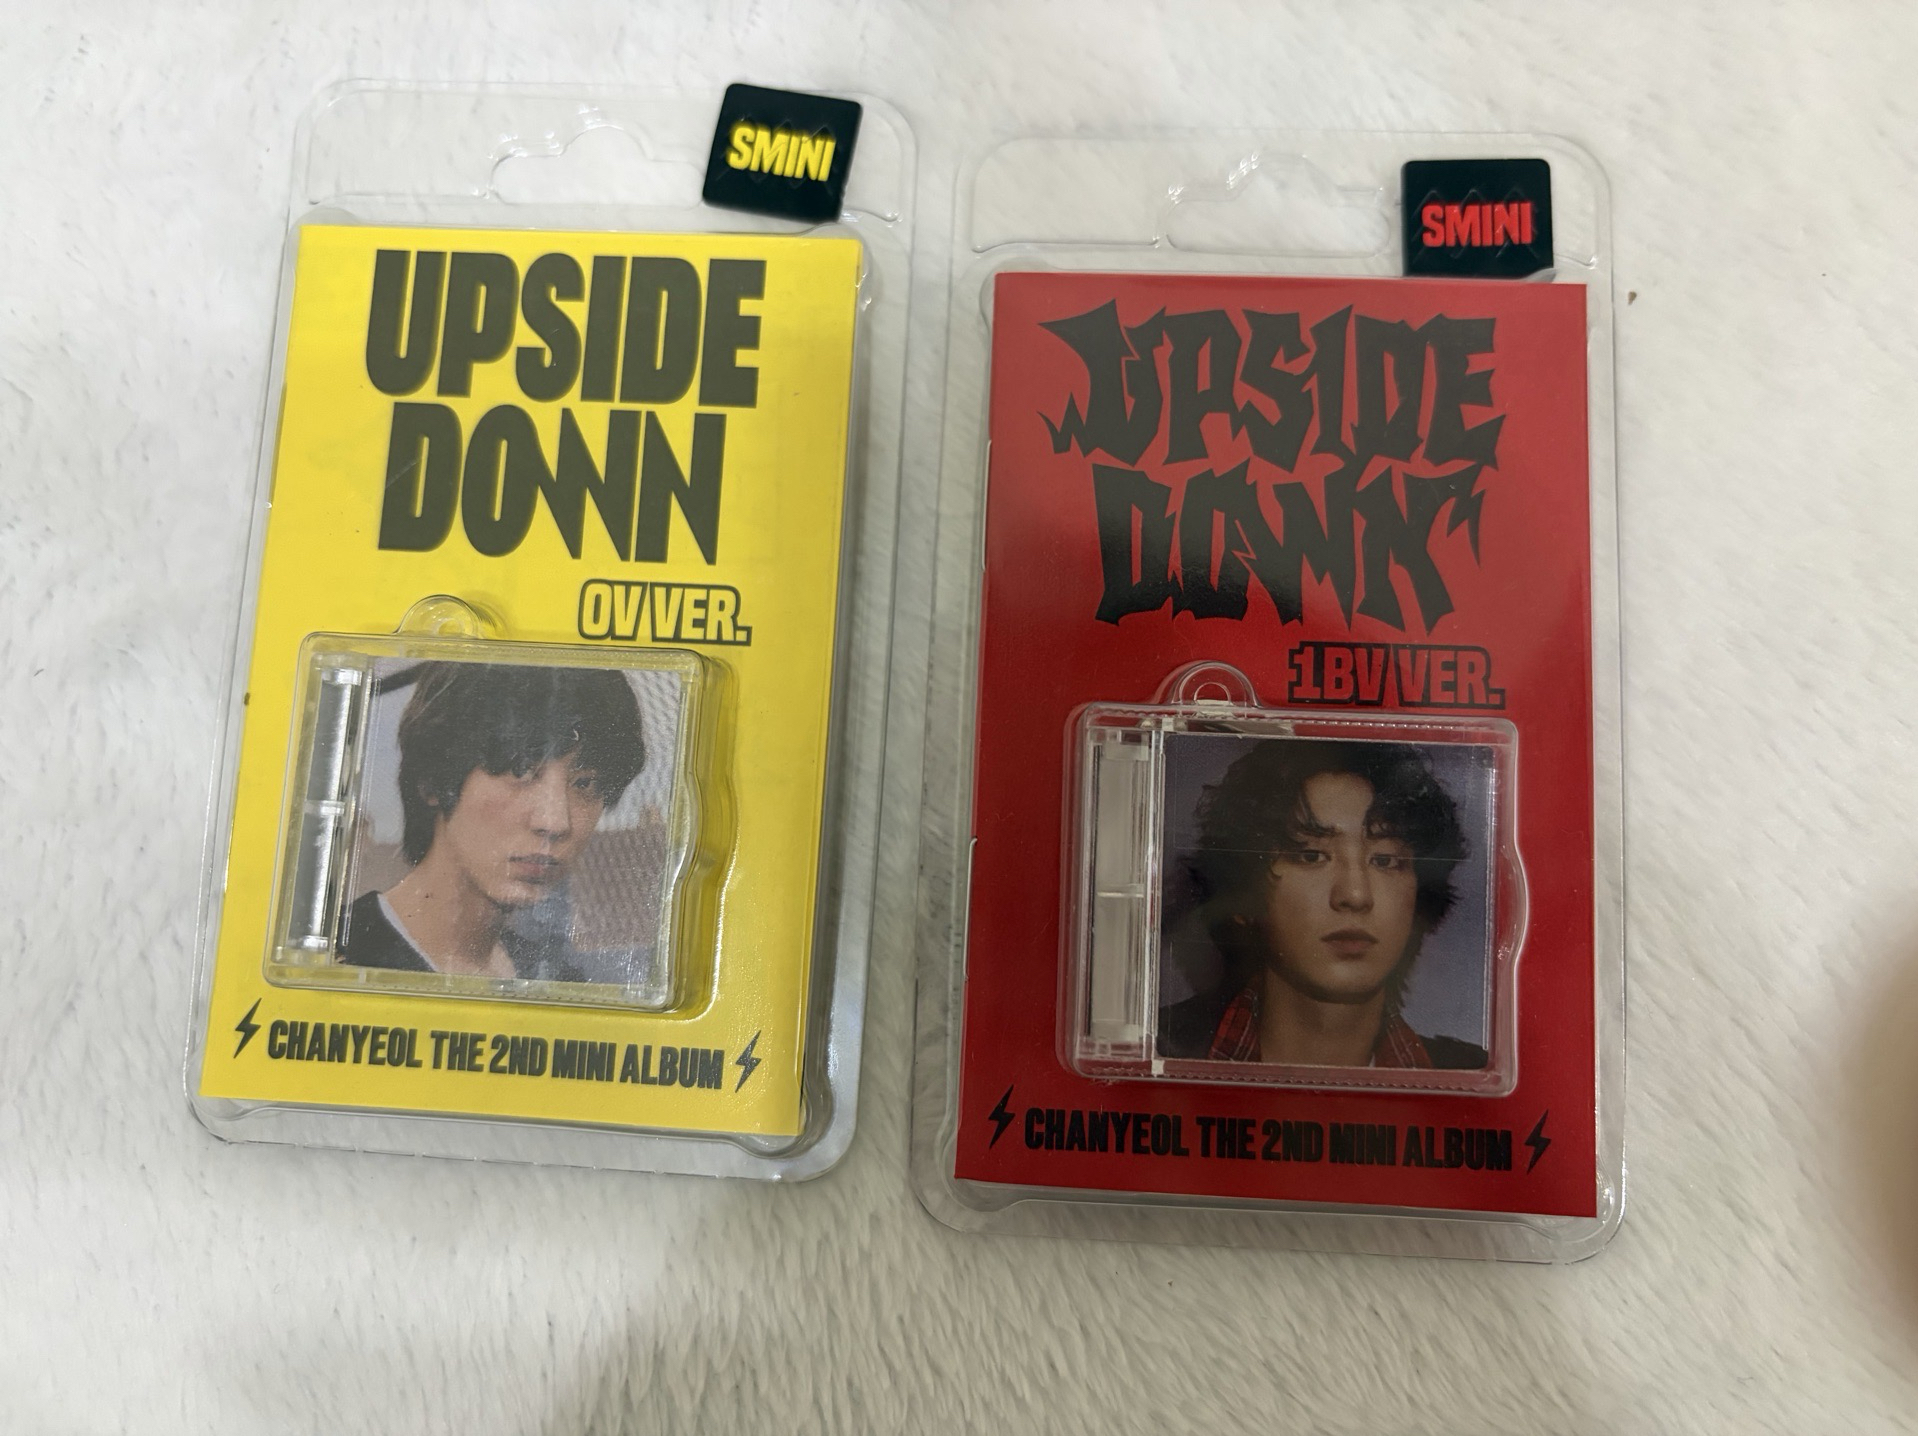 SMINI
UPSIDE
DOWN
OV VER.
CHANYEOL THE 2ND MINI ALBUM
SMINI
UPSIDE
DOWN
1BV VER.
CHANYEOL THE 2ND MINI ALBUM